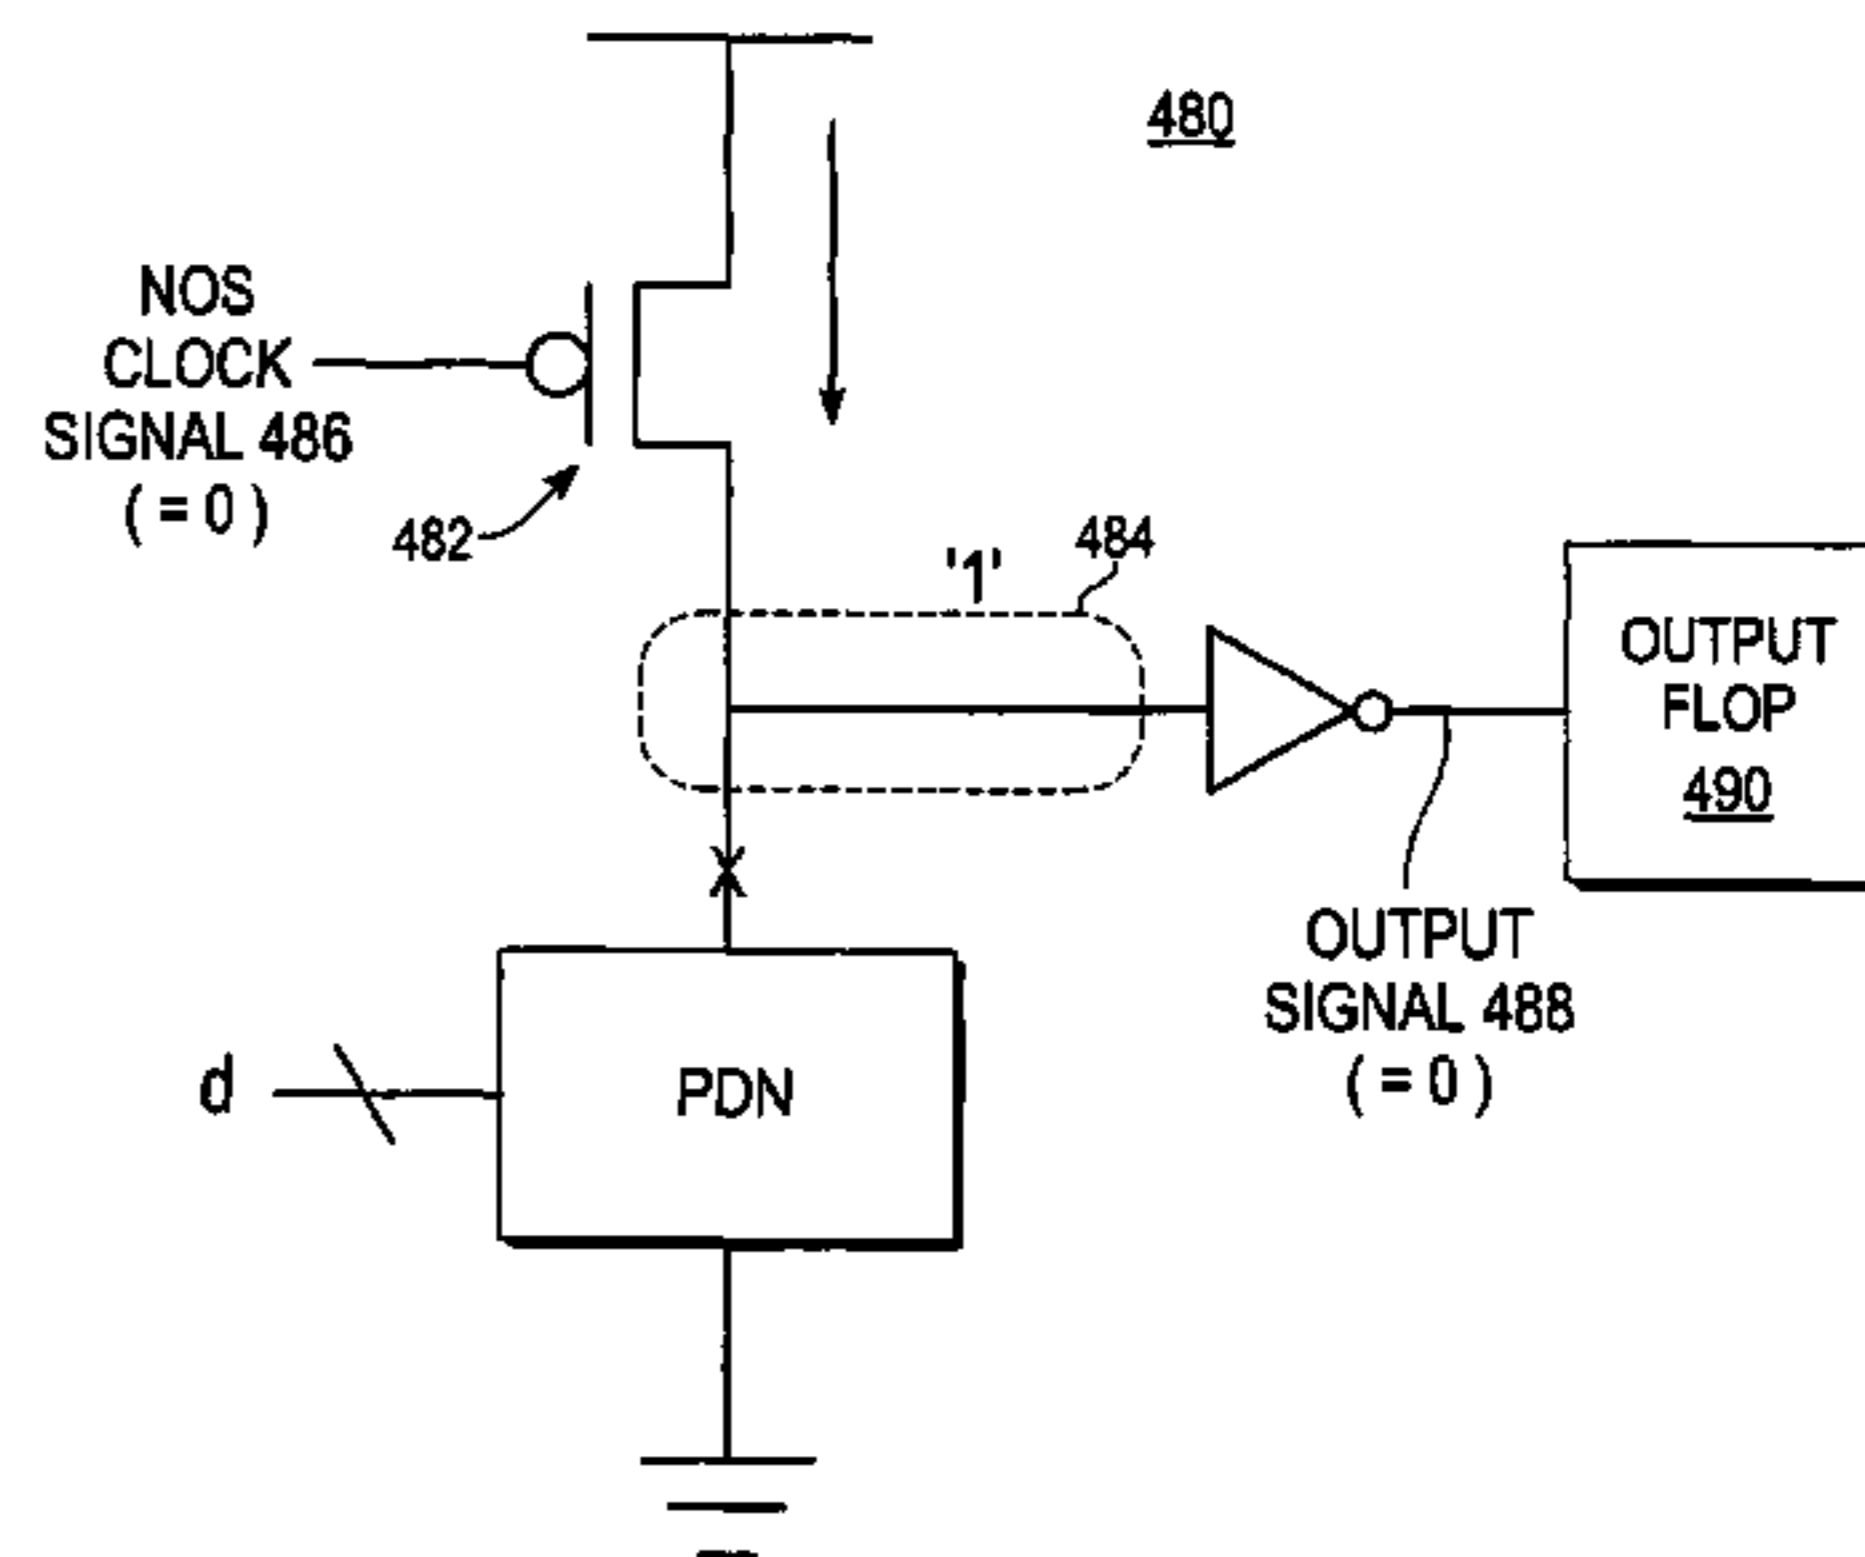 480
NOS
CLOCK
SIGNAL 486
( = 0 )
482
'1'
484
OUTPUT
FLOP
490
OUTPUT
SIGNAL 488
( = 0 )
d
PDN